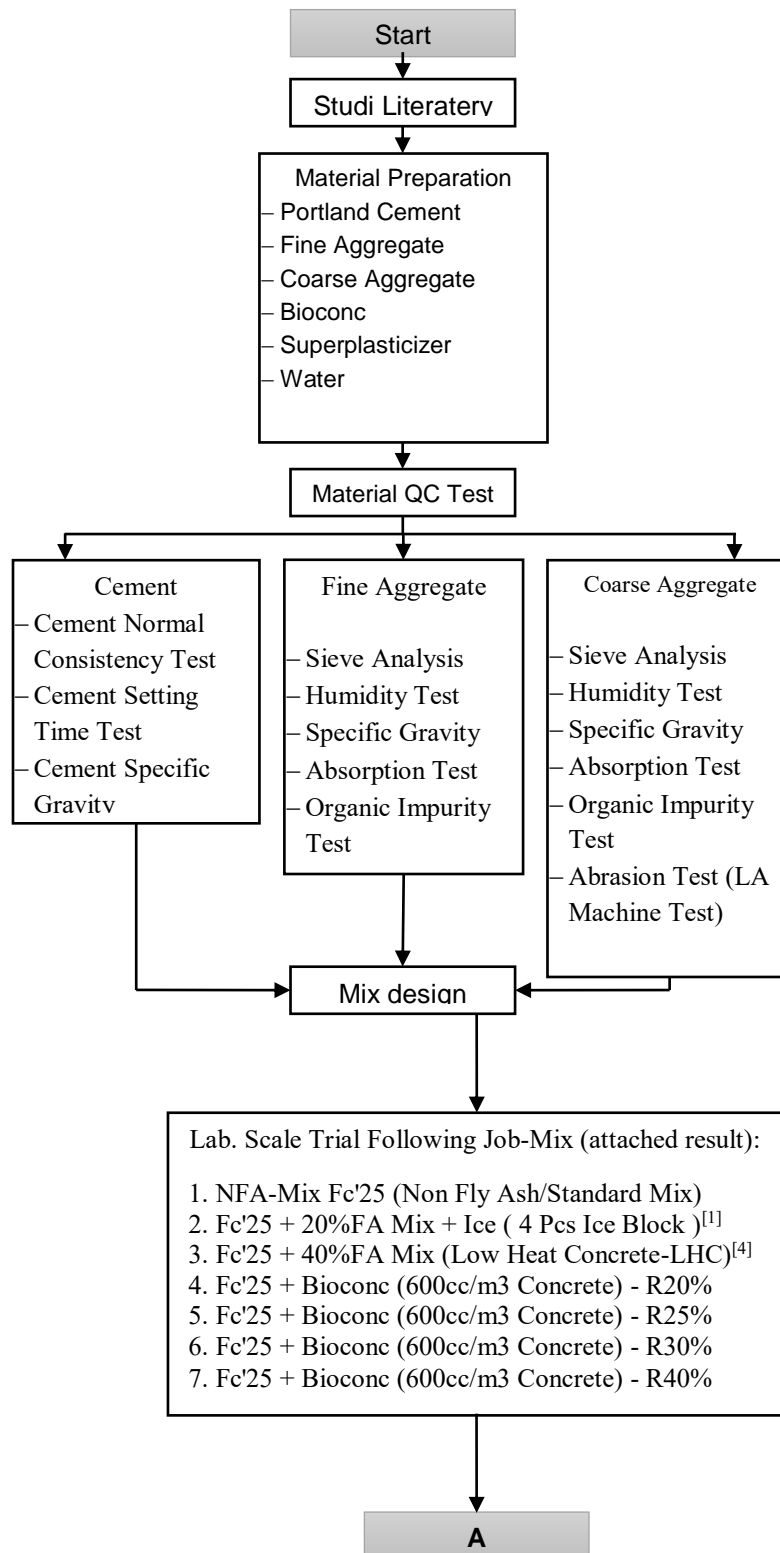 Start
Studi Literatery
Material Preparation
– Portland Cement
– Fine Aggregate
– Coarse Aggregate
– Bioconc
– Superplasticizer
– Water
Material QC Test
Cement
– Cement Normal
Consistency Test
– Cement Setting
Time Test
– Cement Specific
Gravity
Fine Aggregate
– Sieve Analysis
– Humidity Test
– Specific Gravity
– Absorption Test
– Organic Impurity
Test
Coarse Aggregate
– Sieve Analysis
– Humidity Test
– Specific Gravity
– Absorption Test
– Organic Impurity
Test
– Abrasion Test (LA
Machine Test)
Mix design
Lab. Scale Trial Following Job-Mix (attached result):
1. NFA-Mix Fc'25 (Non Fly Ash/Standard Mix)
2. Fc'25 + 20%FA Mix + Ice ( 4 Pcs Ice Block )[1]
3. Fc'25 + 40%FA Mix (Low Heat Concrete-LHC)[4]
4. Fc'25 + Bioconc (600cc/m3 Concrete) - R20%
5. Fc'25 + Bioconc (600cc/m3 Concrete) - R25%
6. Fc'25 + Bioconc (600cc/m3 Concrete) - R30%
7. Fc'25 + Bioconc (600cc/m3 Concrete) - R40%
A